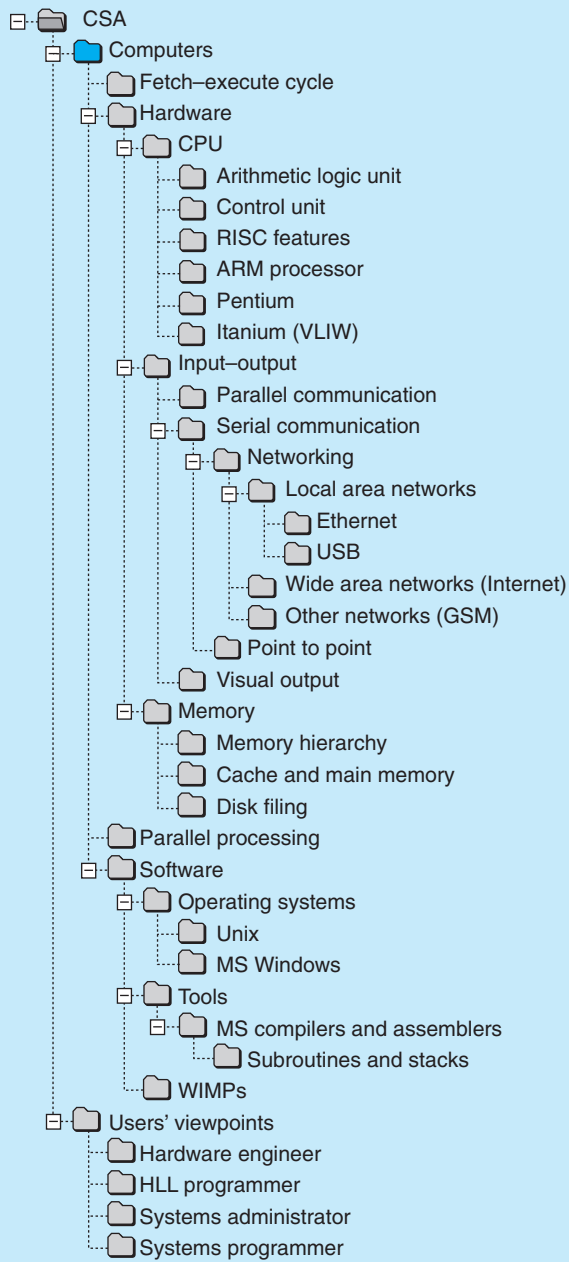 CSA
Computers
Fetch–execute cycle
Hardware
CPU
Arithmetic logic unit
Control unit
RISC features
ARM processor
Pentium
Itanium (VLIW)
Input–output
Parallel communication
Serial communication
Networking
Local area networks
Ethernet
USB
Wide area networks (Internet)
Other networks (GSM)
Point to point
Visual output
Memory
Memory hierarchy
Cache and main memory
Disk filing
Parallel processing
Software
Operating systems
Unix
MS Windows
Tools
MS compilers and assemblers
Subroutines and stacks
WIMPs
Users’ viewpoints
Hardware engineer
HLL programmer
Systems administrator
Systems programmer